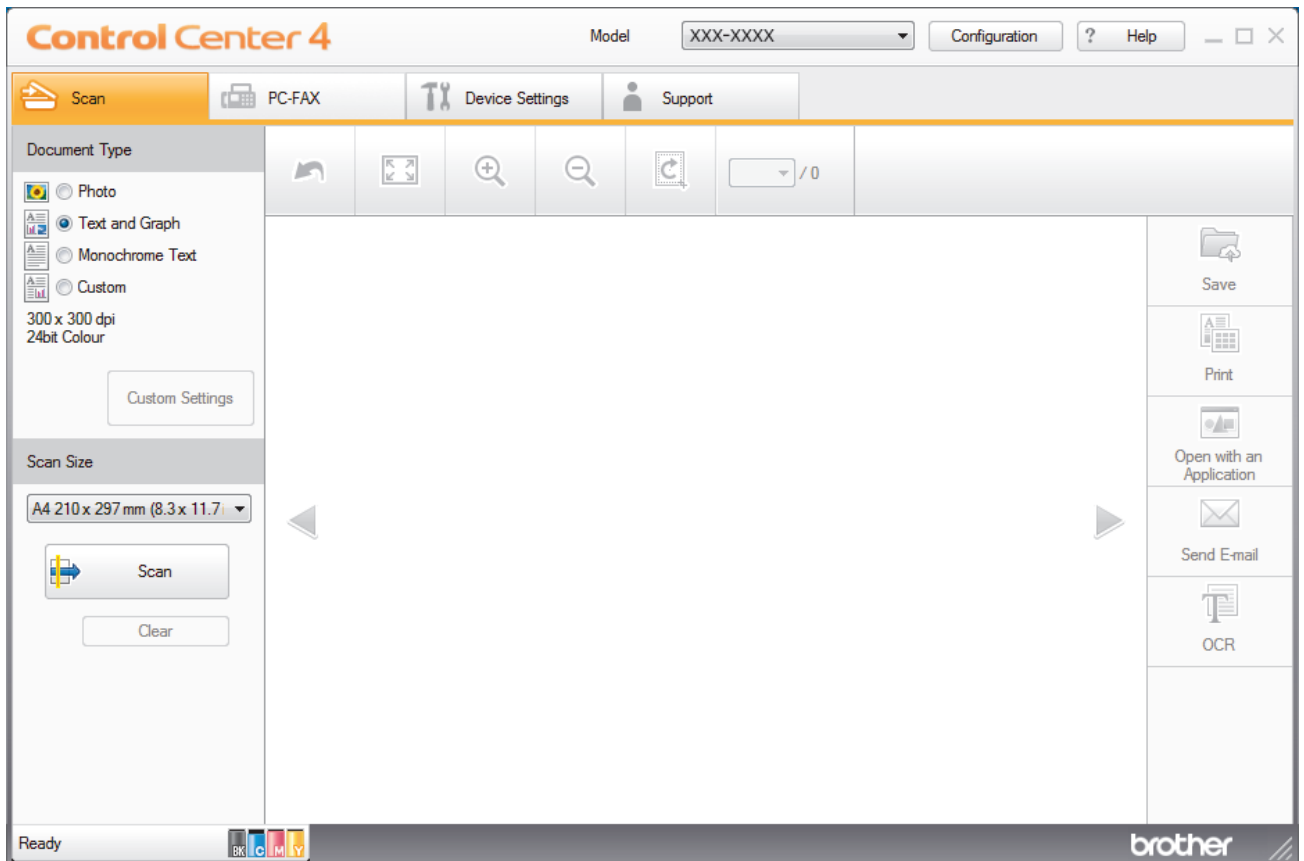 Control Center 4
Model XXX-XXXX Configuration ? Help
Scan PC-FAX Device Settings Support
Document Type
Photo
Text and Graph
Monochrome Text
Custom
300 x 300 dpi
24bit Colour
Custom Settings
Scan Size
A4 210 x 297 mm (8.3 x 11.7
Scan
Clear
/ 0
Save
Print
Open with an
Application
Send E-mail
OCR
Ready BK C M Y
brother